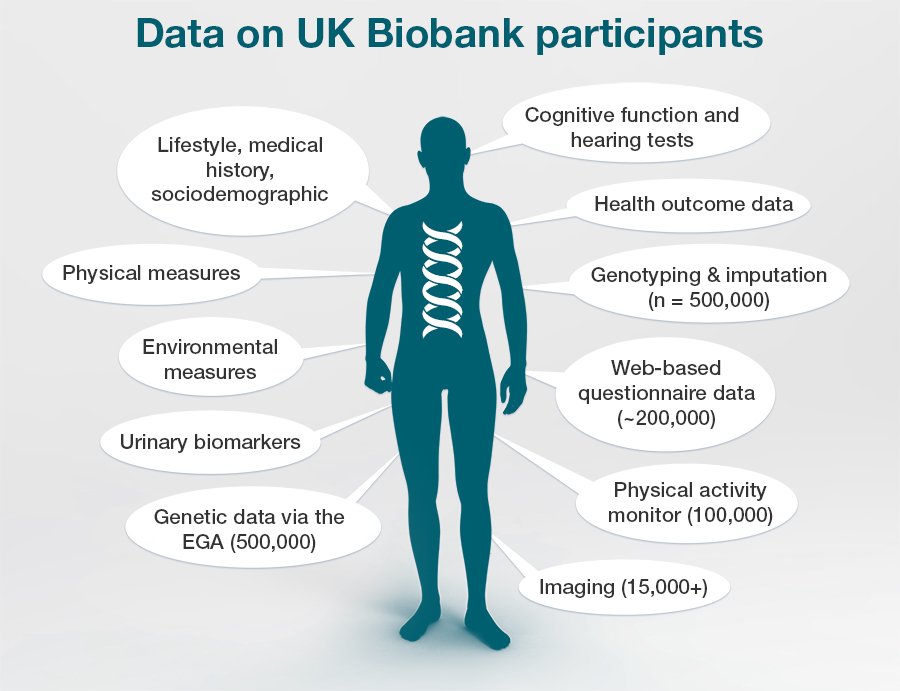 Data on UK Biobank participants
Lifestyle, medical
history,
sociodemographic
Physical measures
Environmental
measures
Urinary biomarkers
Genetic data via the
EGA (500,000)
Cognitive function and
hearing tests
Health outcome data
Genotyping & imputation
(n = 500,000)
Web-based
questionnaire data
(~200,000)
Physical activity
monitor (100,000)
Imaging (15,000+)